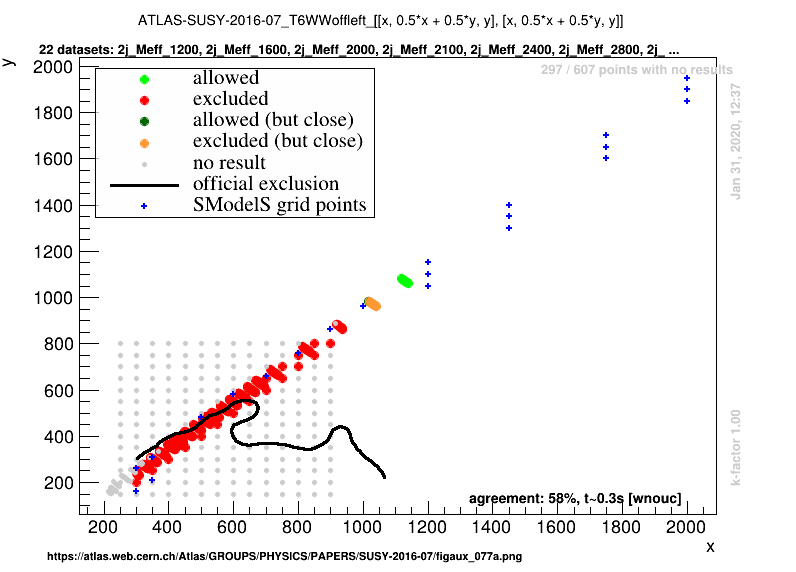 ATLAS-SUSY-2016-07_T6WWoffleft_[[x, 0.5*x + 0.5*y, y], [x, 0.5*x + 0.5*y, y]]
22 datasets: 2j_Meff_1200, 2j_Meff_1600, 2j_Meff_2000, 2j_Meff_2100, 2j_Meff_2400, 2j_Meff_2800, 2j_ ...
y
297 / 607 points with no results
allowed
excluded
allowed (but close)
excluded (but close)
no result
official exclusion
SModelS grid points
Jan 31, 2020, 12:37
k-factor 1.00
2000
1800
1600
1400
1200
1000
800
600
400
200
agreement: 58%, t~0.3s [wnouc]
200 400 600 800 1000 1200 1400 1600 1800 2000
x
https://atlas.web.cern.ch/Atlas/GROUPS/PHYSICS/PAPERS/SUSY-2016-07/figaux_077a.png